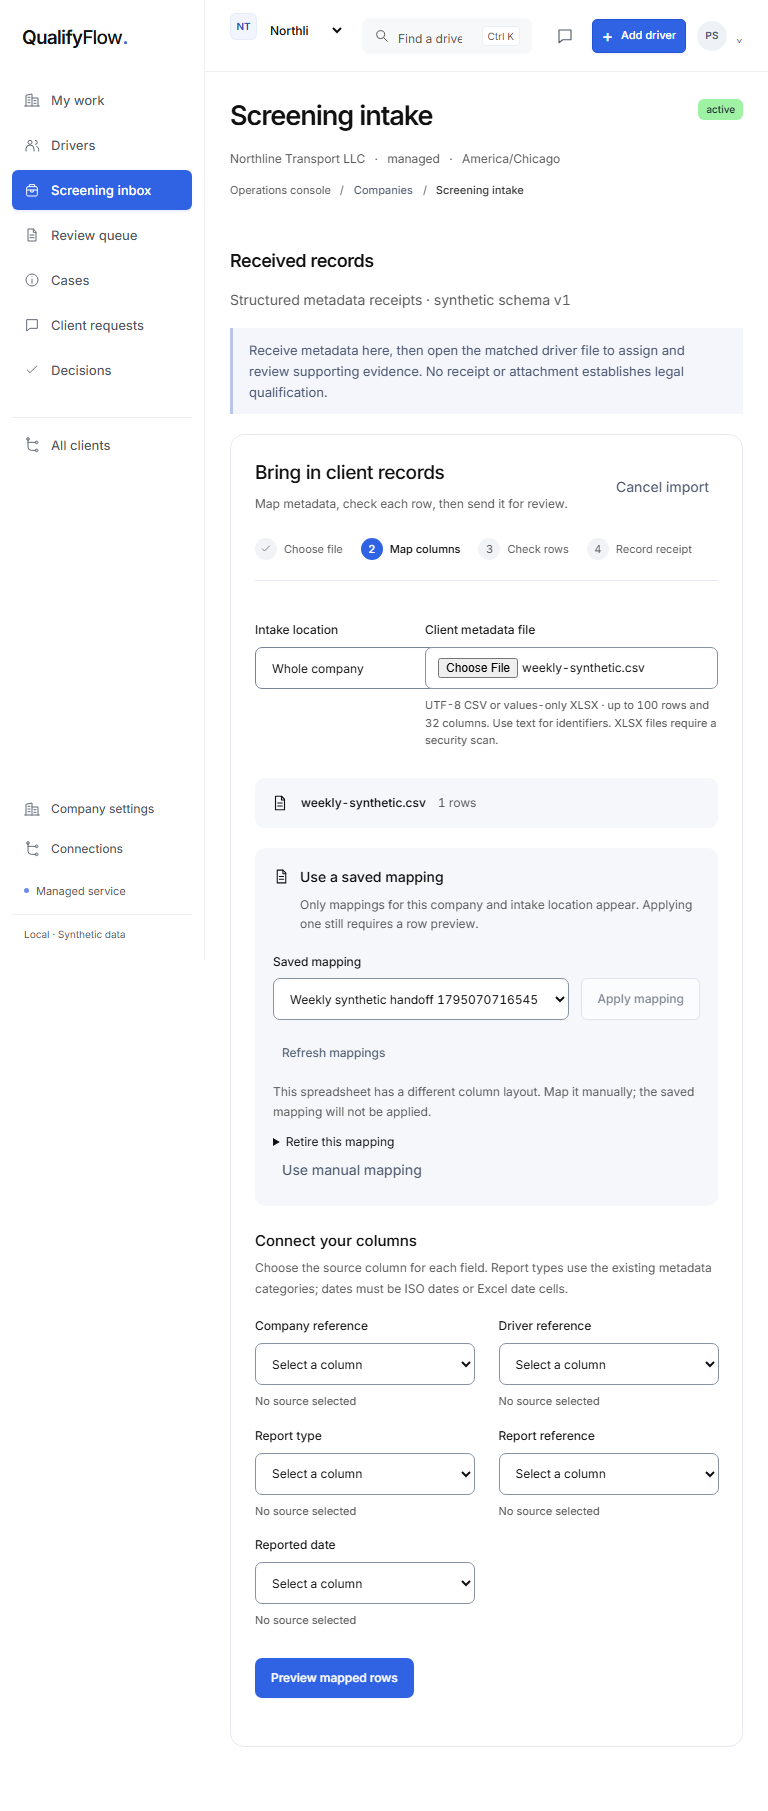 QualifyFlow.
NT
Northli
Find a drive
Ctrl K
+ Add driver
PS
My work
Drivers
Screening inbox
Review queue
Cases
Client requests
Decisions
All clients
Company settings
Connections
Managed service
Local · Synthetic data
Screening intake
active
Northline Transport LLC · managed · America/Chicago
Operations console / Companies / Screening intake
Received records
Structured metadata receipts · synthetic schema v1
Receive metadata here, then open the matched driver file to assign and
review supporting evidence. No receipt or attachment establishes legal
qualification.
Bring in client records
Map metadata, check each row, then send it for review.
Cancel import
Choose file
2 Map columns
3 Check rows
4 Record receipt
Intake location
Whole company
Client metadata file
Choose File weekly-synthetic.csv
UTF-8 CSV or values-only XLSX · up to 100 rows and
32 columns. Use text for identifiers. XLSX files require a
security scan.
weekly-synthetic.csv 1 rows
Use a saved mapping
Only mappings for this company and intake location appear. Applying
one still requires a row preview.
Saved mapping
Weekly synthetic handoff 1795070716545
Apply mapping
Refresh mappings
This spreadsheet has a different column layout. Map it manually; the saved
mapping will not be applied.
Retire this mapping
Use manual mapping
Connect your columns
Choose the source column for each field. Report types use the existing metadata
categories; dates must be ISO dates or Excel date cells.
Company reference
Select a column
No source selected
Driver reference
Select a column
No source selected
Report type
Select a column
No source selected
Report reference
Select a column
No source selected
Reported date
Select a column
No source selected
Preview mapped rows